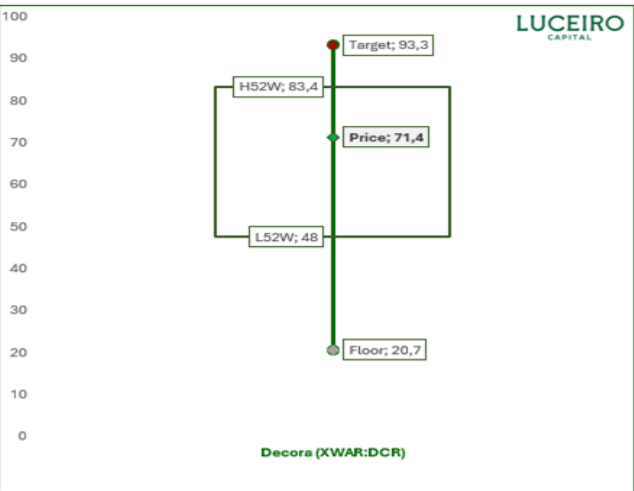 100
LUCEIRO
CAPITAL
Target; 93,3
90
H52W; 83,4
80
Price; 71,4
70
60
50
L52W; 48
40
30
Floor; 20,7
20
10
0
Decora (XWAR:DCR)